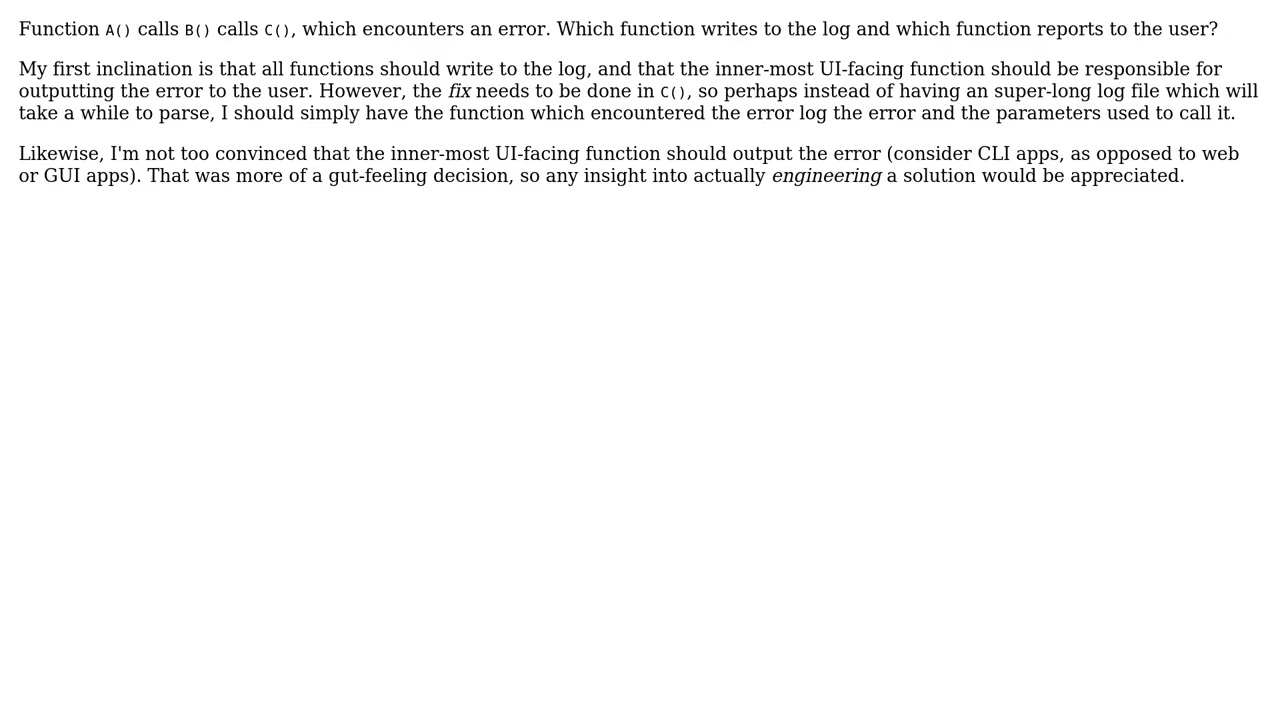 Function A() calls B() calls C(), which encounters an error. Which function writes to the log and which function reports to the user?
My first inclination is that all functions should write to the log, and that the inner-most UI-facing function should be responsible for
outputting the error to the user. However, the fix needs to be done in C(), so perhaps instead of having an super-long log file which will
take a while to parse, I should simply have the function which encountered the error log the error and the parameters used to call it.
Likewise, I'm not too convinced that the inner-most UI-facing function should output the error (consider CLI apps, as opposed to web
or GUI apps). That was more of a gut-feeling decision, so any insight into actually engineering a solution would be appreciated.